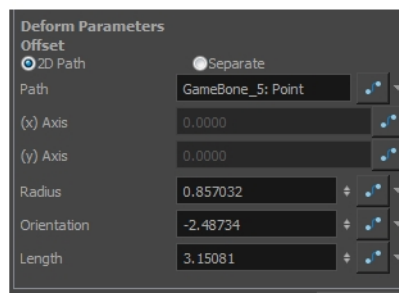 Deform Parameters
Offset
2D Path Separate
Path GameBone_5: Point
(x) Axis 0.0000
(y) Axis 0.0000
Radius 0.857032
Orientation -2.48734
Length 3.15081